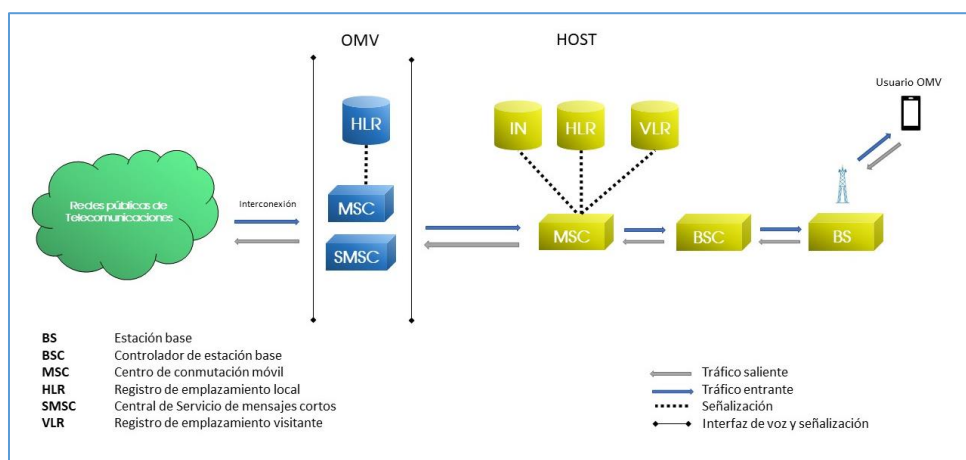 OMV
HOST
Usuario OMV
HLR
IN
HLR
VLR
Redes públicas de
Telecomunicaciones
Interconexión
MSC
SMSC
MSC
BSC
BS
BS Estación base
BSC Controlador de estación base
MSC Centro de conmutación móvil
HLR Registro de emplazamiento local
SMSC Central de Servicio de mensajes cortos
VLR Registro de emplazamiento visitante
Tráfico saliente
Tráfico entrante
Señalización
Interfaz de voz y señalización